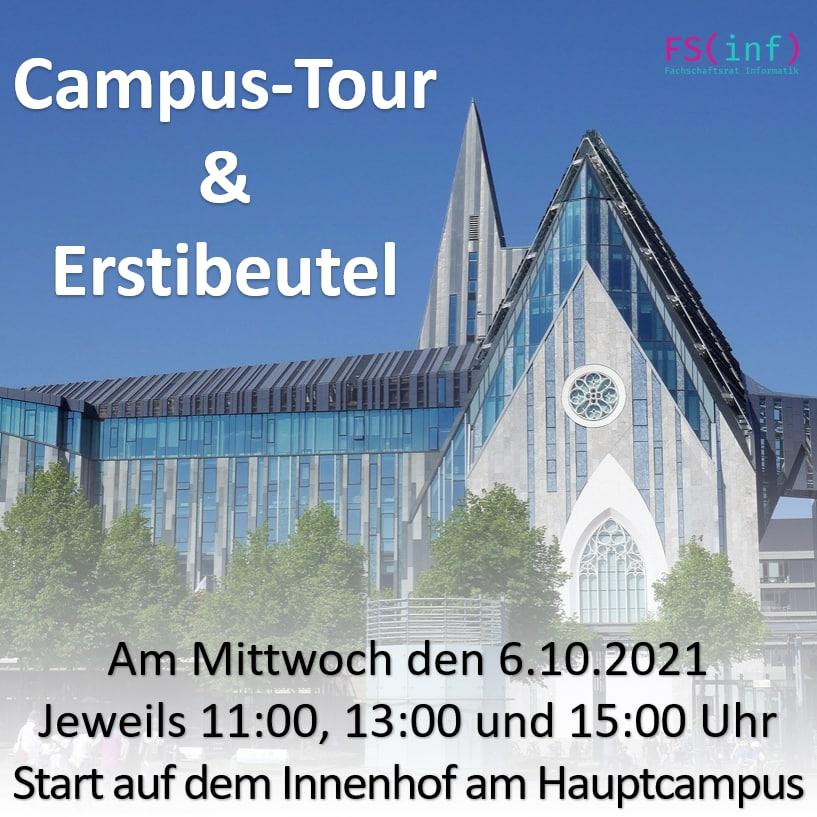 FS(inf)
Fachschaftsrat Informatik
Campus-Tour
&
Erstibeutel
Am Mittwoch den 6.10.2021
Jeweils 11:00, 13:00 und 15:00 Uhr
Start auf dem Innenhof am Hauptcampus